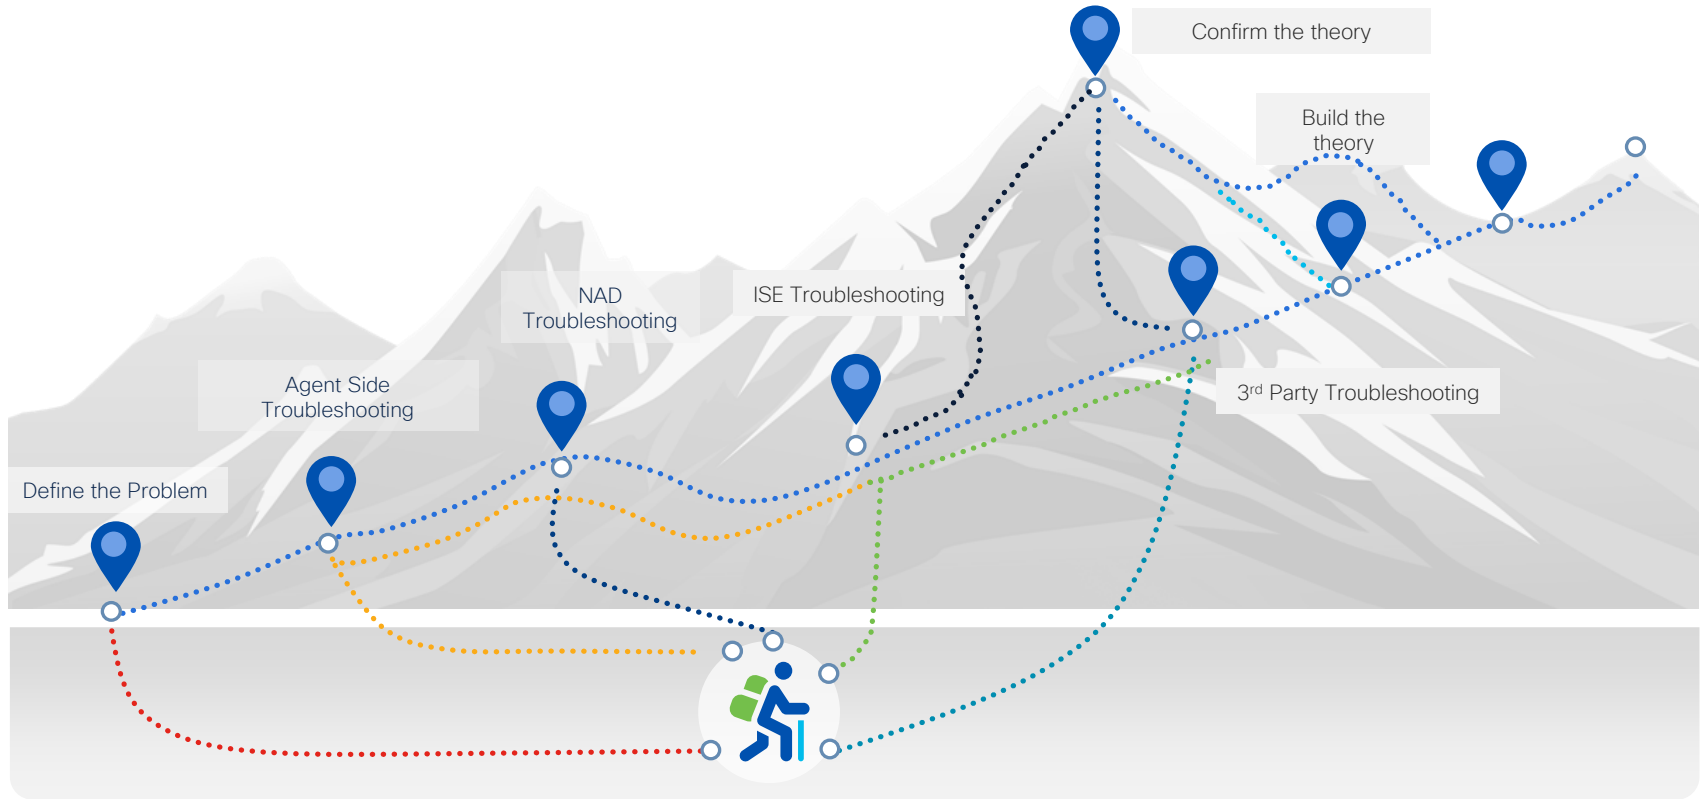 Confirm the theory
Build the
theory
NAD
Troubleshooting
ISE Troubleshooting
Agent Side
Troubleshooting
3rd Party Troubleshooting
Define the Problem